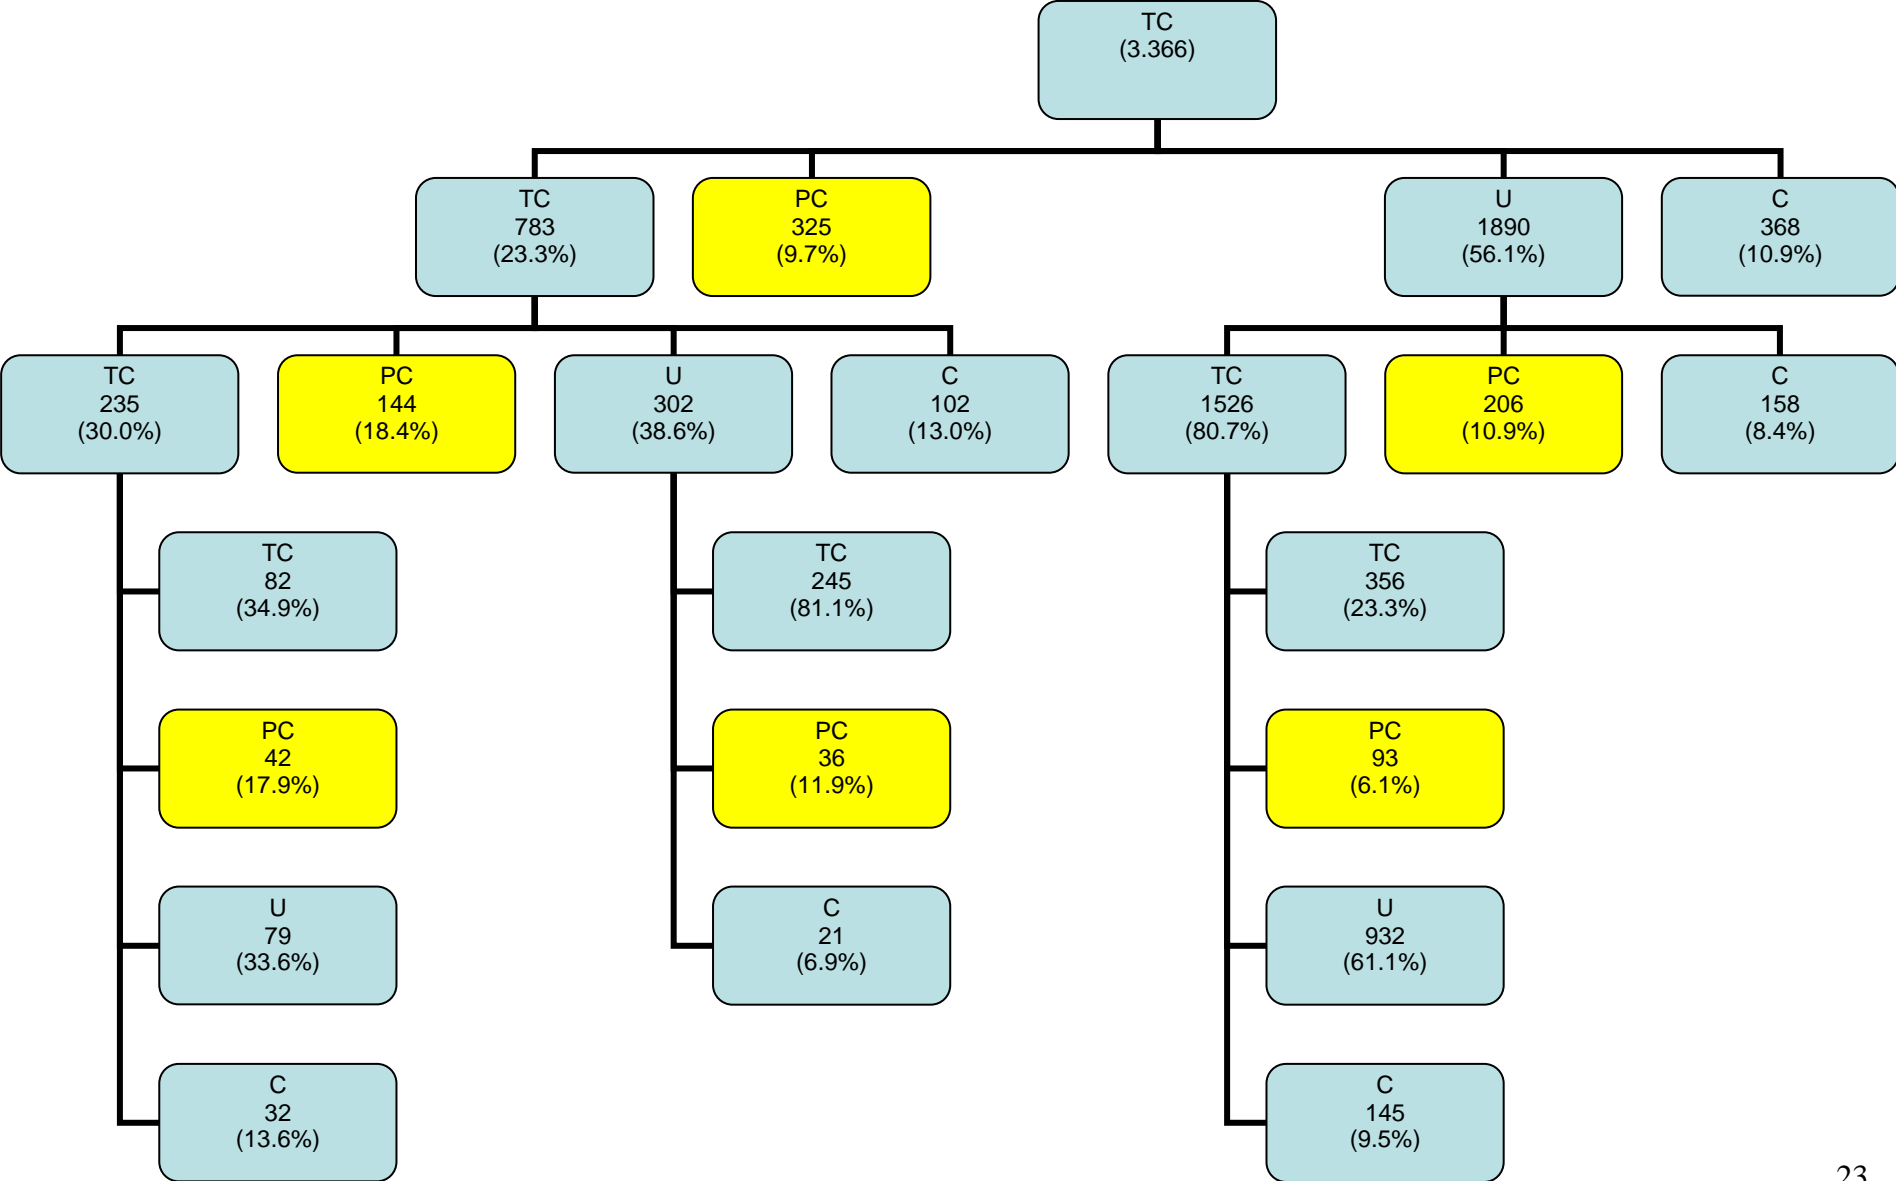 TC
(3.366)
TC
783
(23.3%)
PC
325
(9.7%)
U
1890
(56.1%)
C
368
(10.9%)
TC
235
(30.0%)
PC
144
(18.4%)
U
302
(38.6%)
C
102
(13.0%)
TC
1526
(80.7%)
PC
206
(10.9%)
C
158
(8.4%)
TC
82
(34.9%)
TC
245
(81.1%)
TC
356
(23.3%)
PC
42
(17.9%)
PC
36
(11.9%)
PC
93
(6.1%)
U
79
(33.6%)
C
21
(6.9%)
U
932
(61.1%)
C
32
(13.6%)
C
145
(9.5%)
23